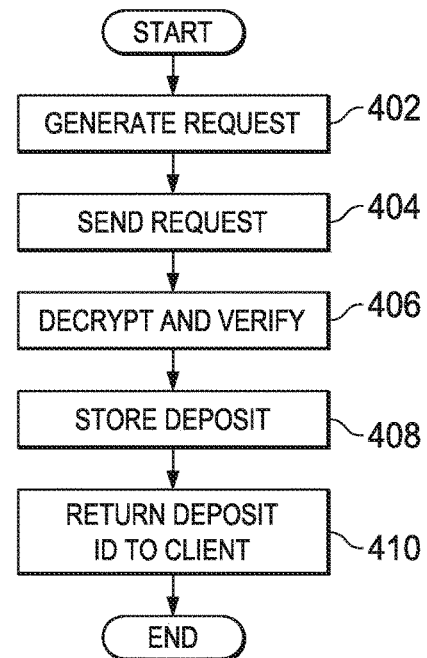 START
GENERATE REQUEST
402
SEND REQUEST
404
DECRYPT AND VERIFY
406
STORE DEPOSIT
408
RETURN DEPOSIT
ID TO CLIENT
410
END